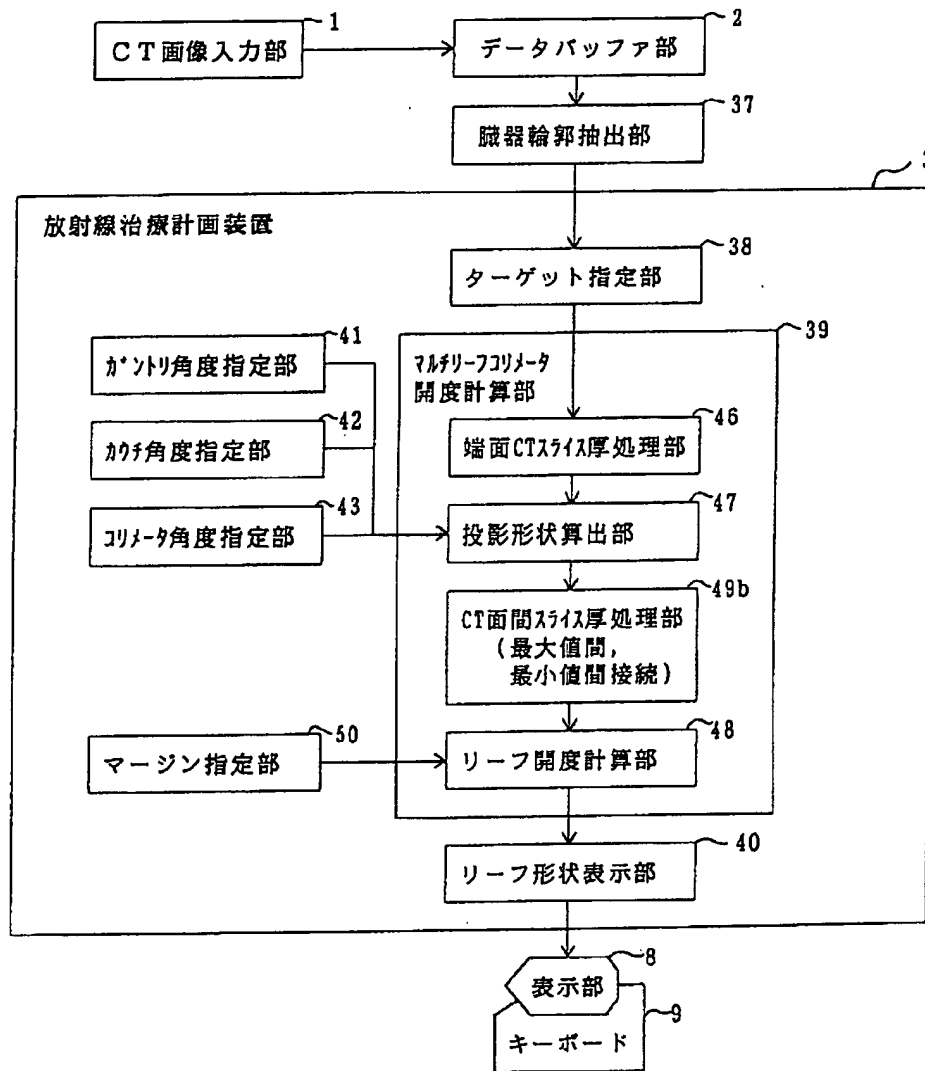 1
CT画像入力部
2
データバッファ部
37
臓器輪郭抽出部
放射線治療計画装置
38
ターゲット指定部
39
マルチリーフコリメータ
開度計算部
41
ガントリ角度指定部
42
カウチ角度指定部
43
コリメータ角度指定部
46
端面CTスライス厚処理部
47
投影形状算出部
49b
CT面間スライス厚処理部
(最大値間,
最小値間接続)
50
マージン指定部
48
リーフ開度計算部
40
リーフ形状表示部
8
表示部
9
キーボード